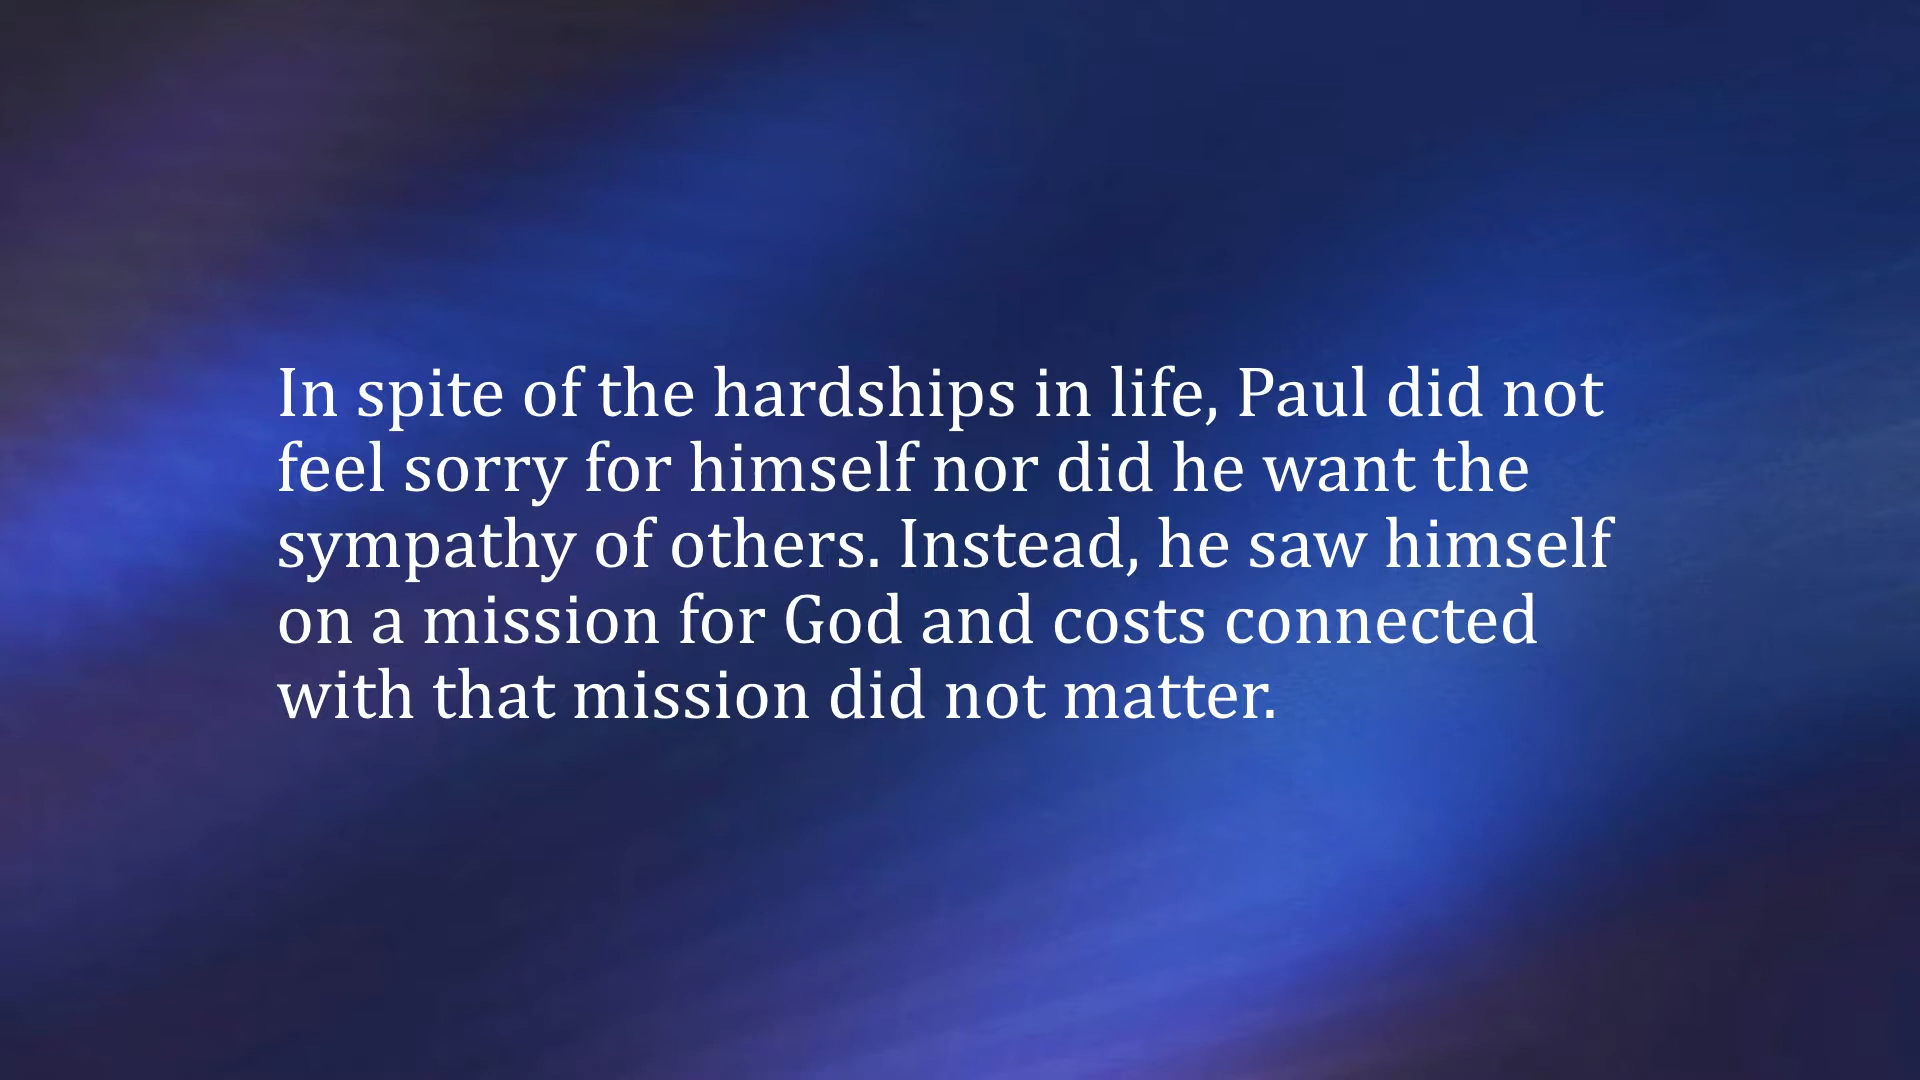 In spite of the hardships in life, Paul did not
feel sorry for himself nor did he want the
sympathy of others. Instead, he saw himself
on a mission for God and costs connected
with that mission did not matter.